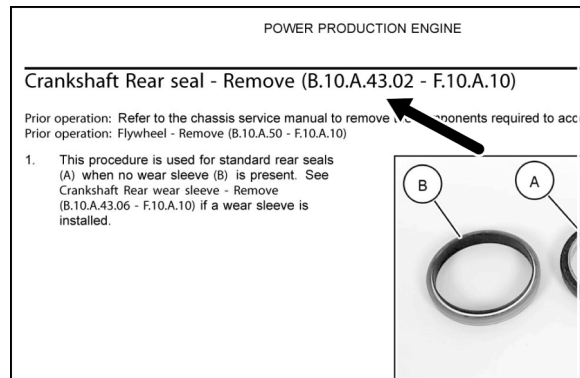 POWER PRODUCTION ENGINE
Crankshaft Rear seal - Remove (B.10.A.43.02 - F.10.A.10)
Prior operation: Refer to the chassis service manual to remove components required to
Prior operation: Flywheel - Remove (B.10.A.50 - F.10.A.10)
1. This procedure is used for standard rear seals
(A) when no wear sleeve (B) is present. See
Crankshaft Rear wear sleeve - Remove
(B.10.A.43.06 - F.10.A.10) if a wear sleeve is
installed.
B
A